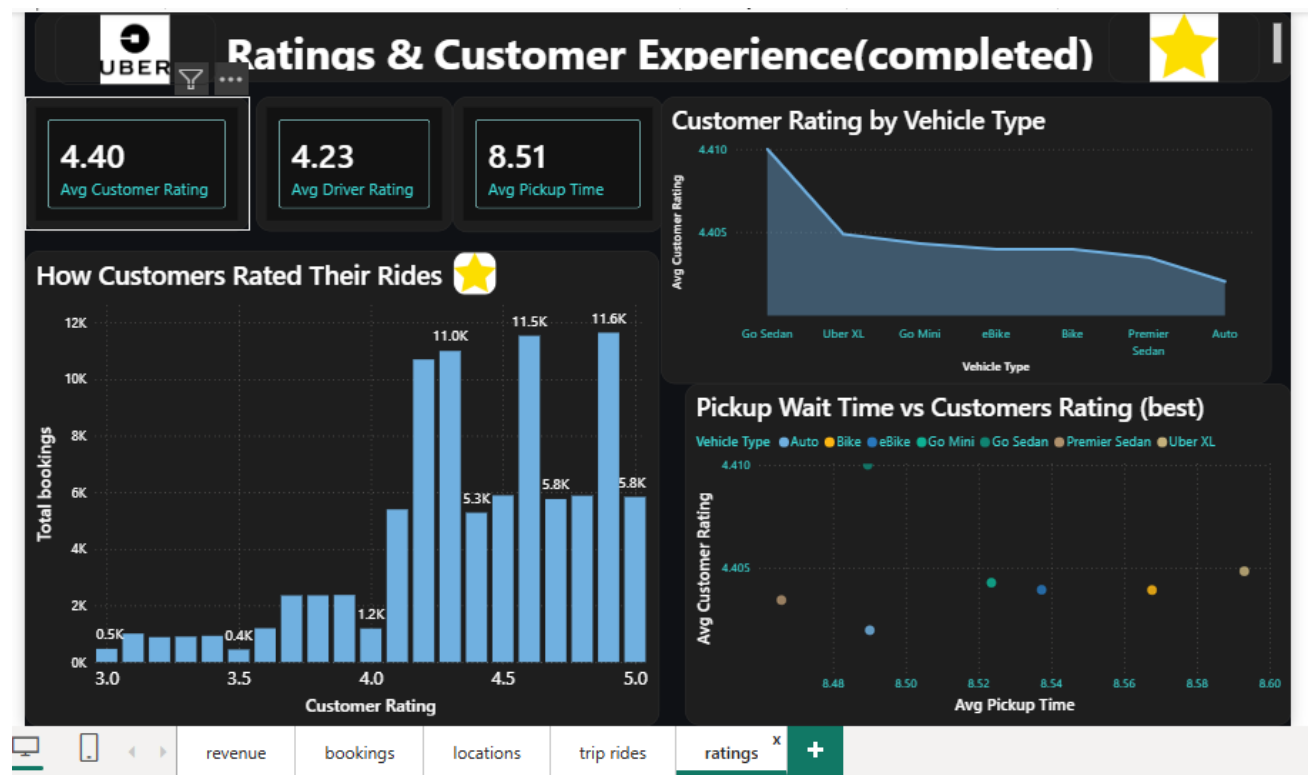 UBER
Ratings & Customer Experience(completed)
4.40
Avg Customer Rating
4.23
Avg Driver Rating
8.51
Avg Pickup Time
Customer Rating by Vehicle Type
4.410
4.405
Avg Customer Rating
Go Sedan
Uber XL
Go Mini
eBike
Bike
Premier
Sedan
Auto
Vehicle Type
How Customers Rated Their Rides
12K
10K
8K
6K
4K
2K
0K
Total bookings
0.5K
0.4K
1.2K
11.0K
5.3K
11.5K
5.8K
11.6K
5.8K
3.0
3.5
4.0
4.5
5.0
Customer Rating
Pickup Wait Time vs Customers Rating (best)
Vehicle Type Auto Bike eBike Go Mini Go Sedan Premier Sedan Uber XL
4.410
4.405
Avg Customer Rating
8.48
8.50
8.52
8.54
8.56
8.58
8.60
Avg Pickup Time
revenue
bookings
locations
trip rides
ratings
x
+